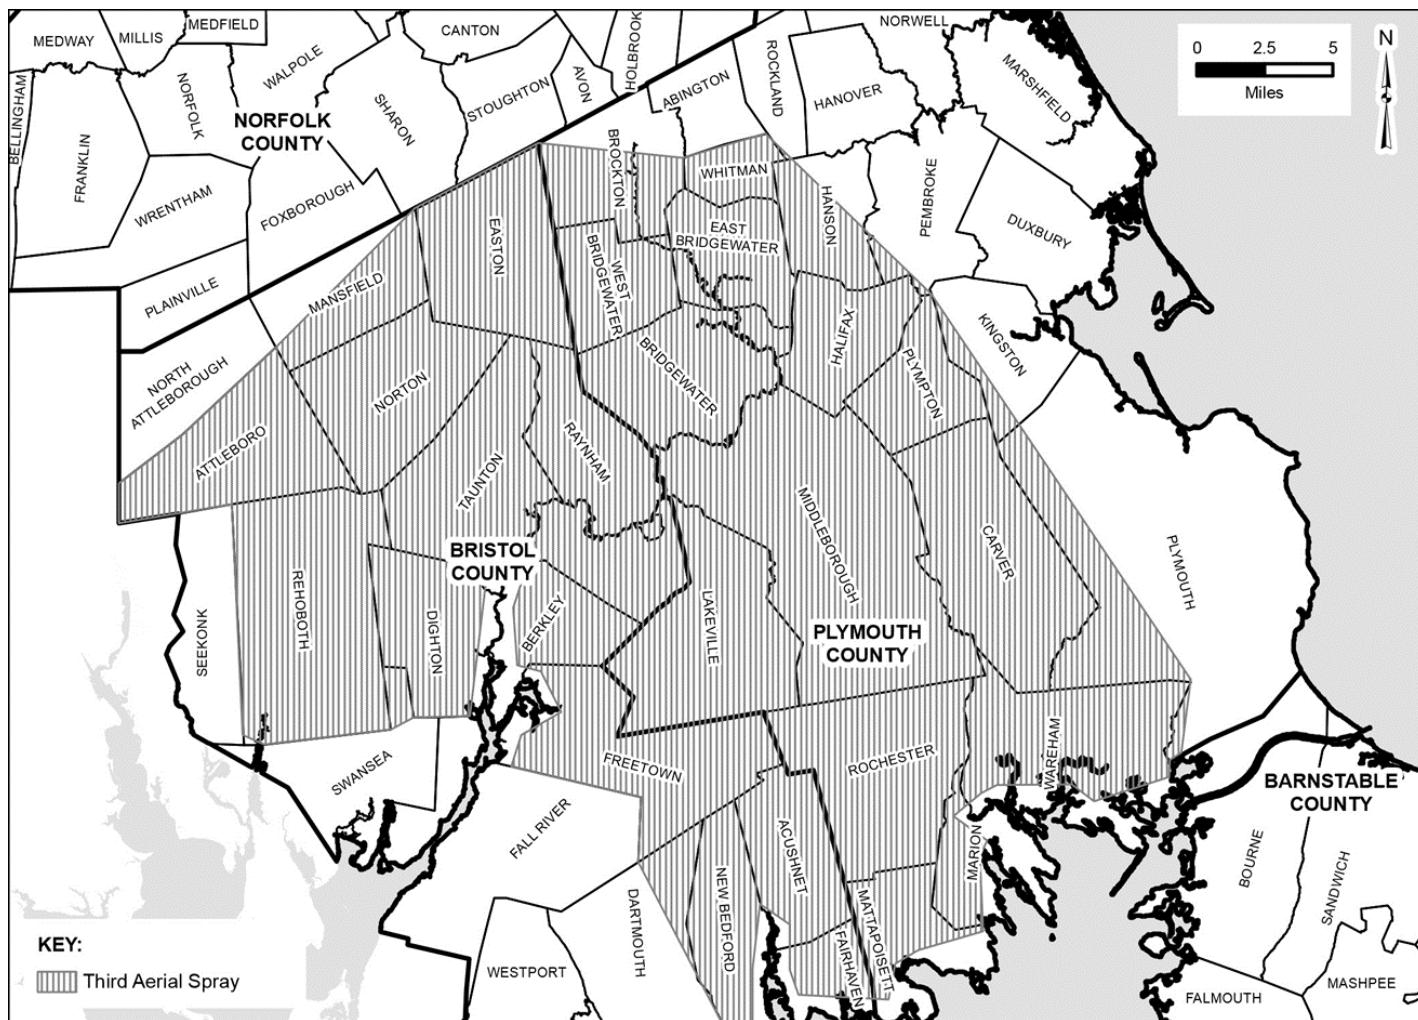 MEDWAY
MILLIS
MEDFIELD
CANTON
HOLBROOK
NORWELL
WALPOLE
NORFOLK
SHARON
STOUGHTON
AVON
ABINGTON
ROCKLAND
HANOVER
MARSHFIELD
BELLINGHAM
FRANKLIN
NORFOLK
COUNTY
WRENTHAM
FOXBOROUGH
PLAINVILLE
BROCKTON
WHITMAN
HANSON
PEMBROKE
DUXBURY
EASTON
WEST
BRIDGEWATER
EAST
BRIDGEWATER
MANSFIELD
NORTH
ATTLEBOROUGH
NORTON
BRIDGEWATER
HALIFAX
PLYMPTON
KINGSTON
ATTLEBORO
TAUNTON
RAYNHAM
MIDDLEBOROUGH
CARVER
PLYMOUTH
BRISTOL
COUNTY
SEEKONK
REHOBOTH
DIGHTON
BERKLEY
LAKEVILLE
PLYMOUTH
COUNTY
SWANSEA
FREETOWN
ROCHESTER
WAREHAM
FALL RIVER
ACUSHNET
MARION
NEW BEDFORD
DARTMOUTH
FAIRHAVEN
MATTAPOISETT
WESTPORT
BARNSTABLE
COUNTY
BOURNE
SANDWICH
MASHPEE
FALMOUTH
0 2.5 5
Miles
N
KEY:
Third Aerial Spray